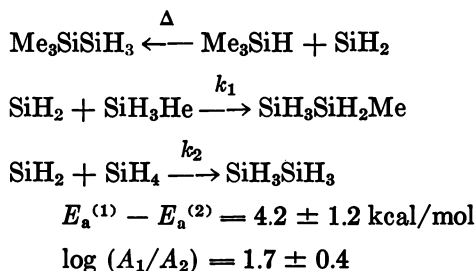 Δ
Me₃SiSiH₃ ⟵ Me₃SiH + SiH₂
k₁
SiH₂ + SiH₃He ⟶ SiH₃SiH₂Me
k₂
SiH₂ + SiH₄ ⟶ SiH₃SiH₃
Eₐ⁽¹⁾ − Eₐ⁽²⁾ = 4.2 ± 1.2 kcal/mol
log (A₁/A₂) = 1.7 ± 0.4